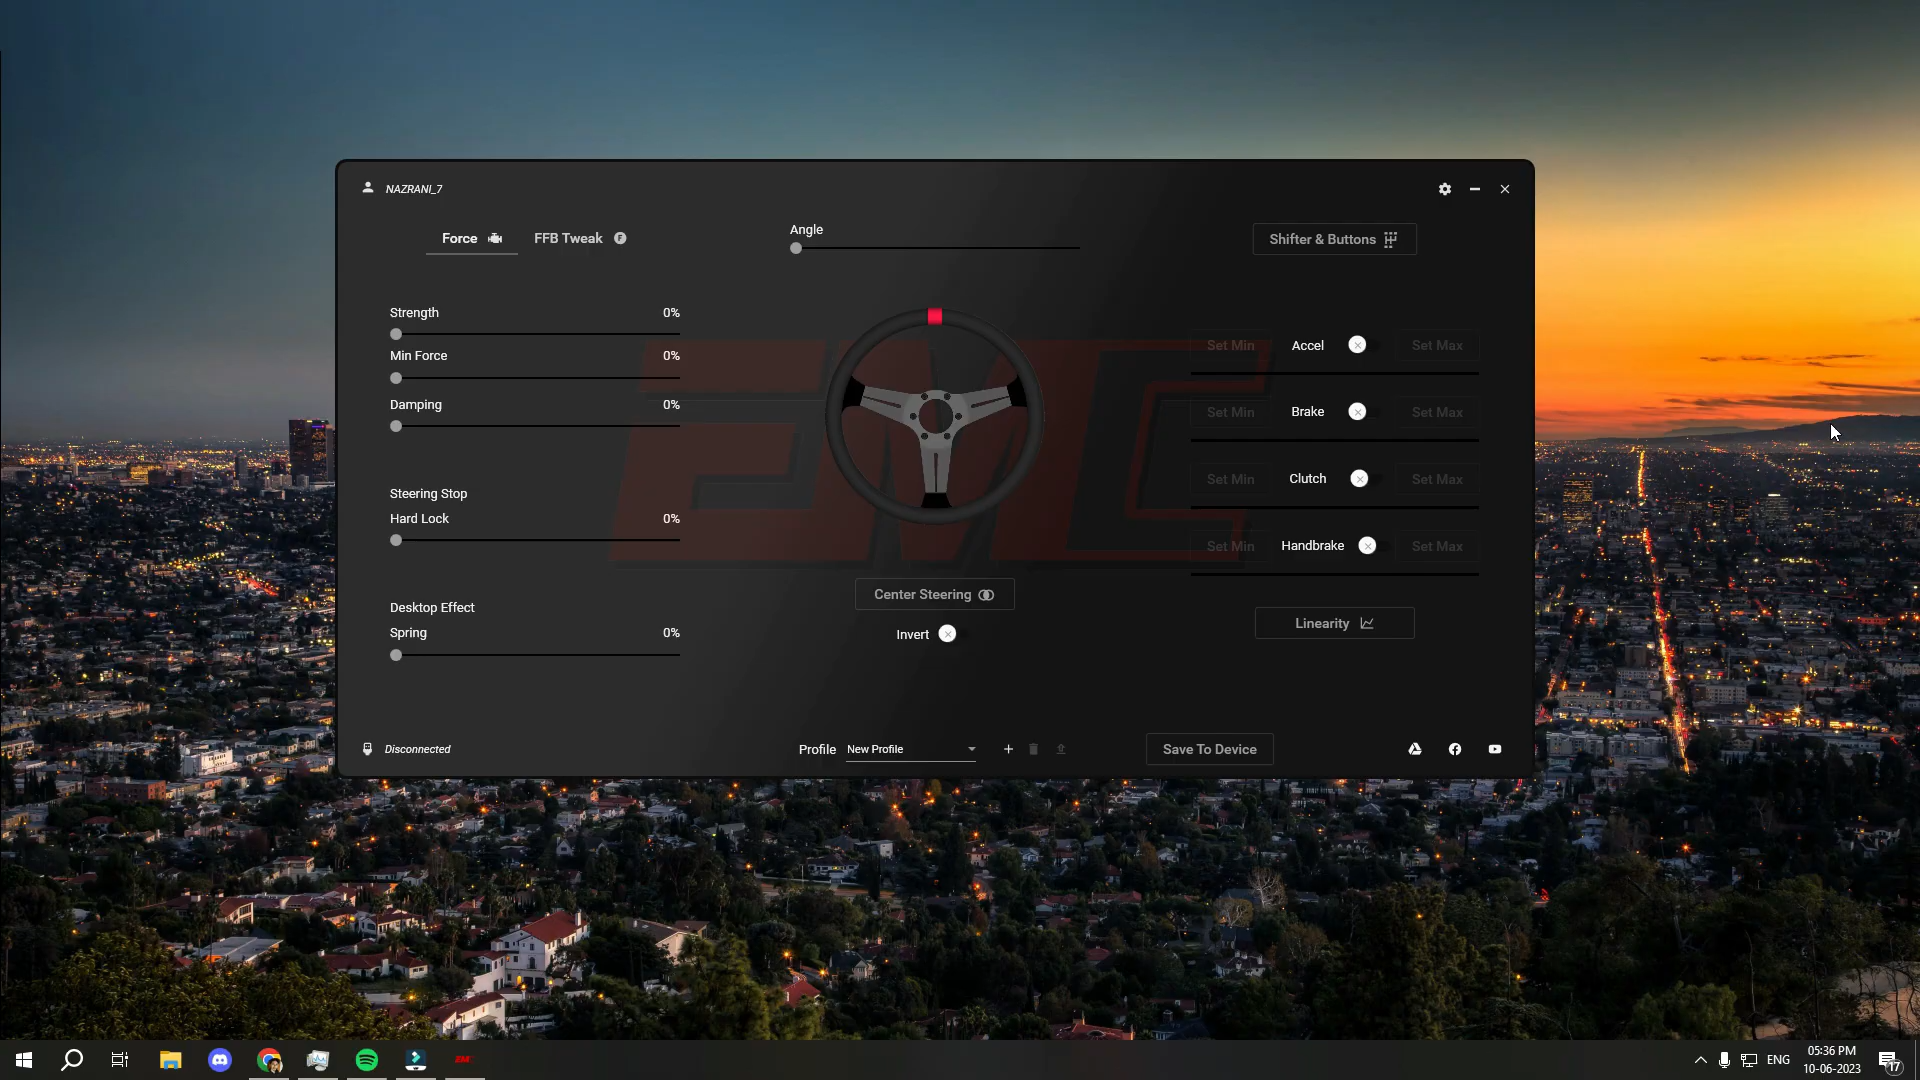 NAZRANI_7
Force
FFB Tweak
F
Angle
Shifter & Buttons
Strength 0%
Min Force 0%
Damping 0%
Steering Stop
Hard Lock 0%
Desktop Effect
Spring 0%
EMC
Center Steering
Invert
Set Min Accel Set Max
Set Min Brake Set Max
Set Min Clutch Set Max
Set Min Handbrake Set Max
Linearity
Disconnected
Profile New Profile
Save To Device
EM
ENG
05:36 PM
10-06-2023
17